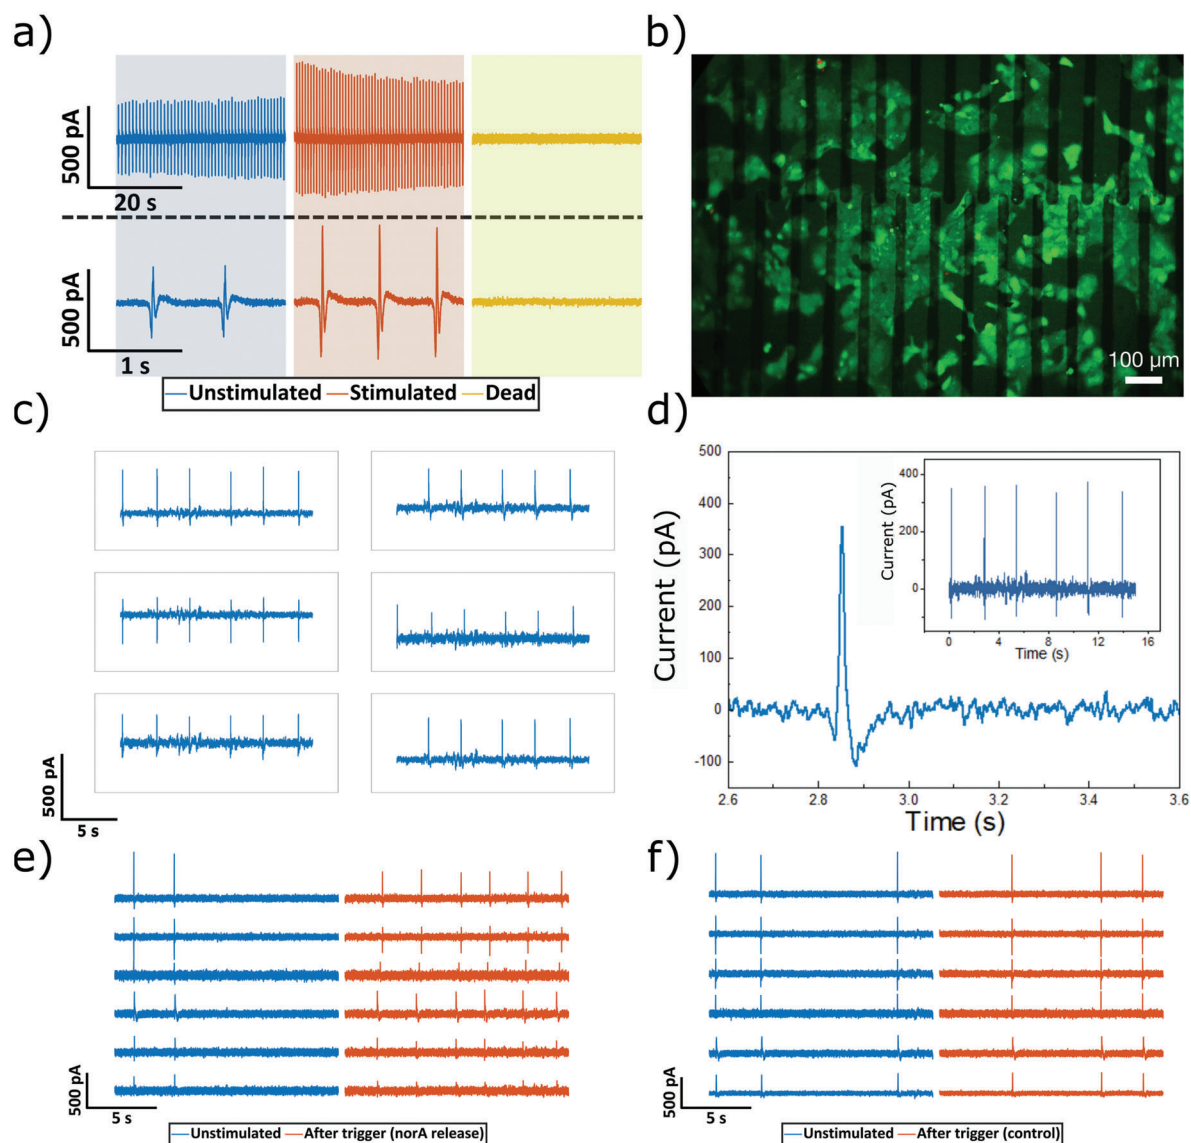 a)
500 pA
20 s
500 pA
1 s
Unstimulated Stimulated Dead
b)
100 µm
c)
500 pA
5 s
d)
Current (pA)
500
400
300
200
100
0
-100
2.6 2.8 3.0 3.2 3.4 3.6
Time (s)
Current (pA)
400
200
0
0 4 8 12 16
Time (s)
e)
500 pA
5 s
Unstimulated After trigger (norA release)
f)
500 pA
5 s
Unstimulated After trigger (control)